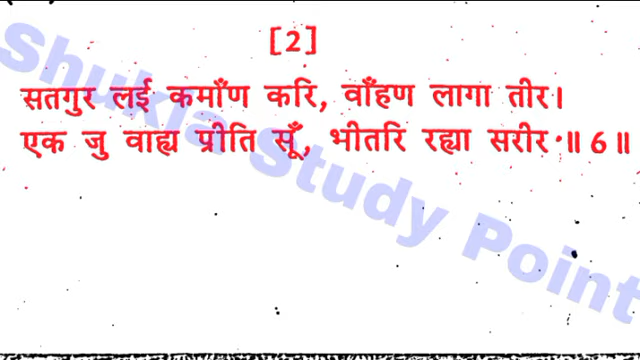 [2]
सतगुर लई कमाँण करि, वाँहण लागा तीर।
एक जु वाह्य प्रीति सूँ, भीतरि रह्या सरीर ॥ 6 ॥
Shukla Study Point